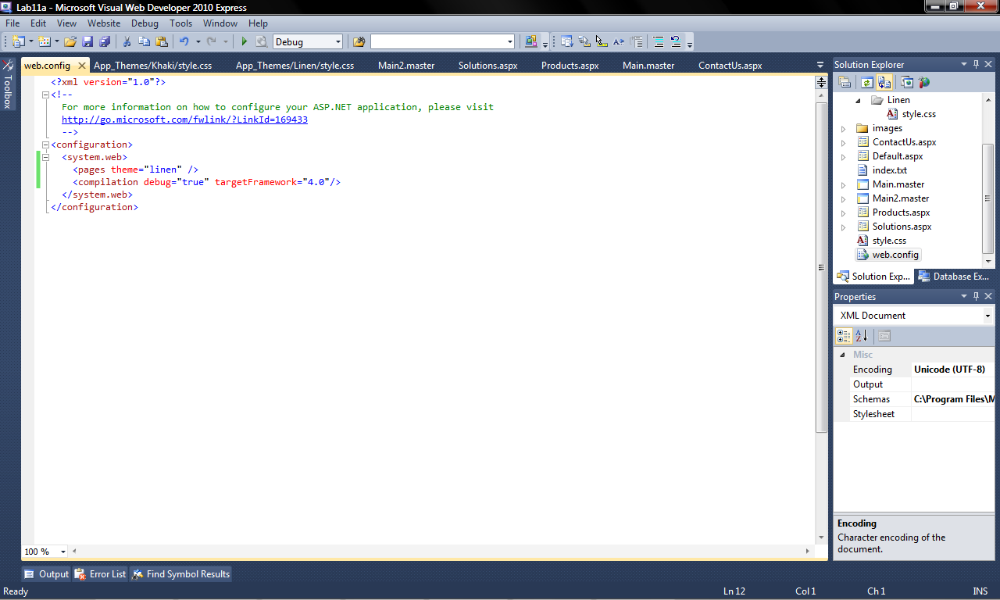 Lab11a - Microsoft Visual Web Developer 2010 Express
File Edit View Website Debug Tools Window Help
Debug
Toolbox
web.config App_Themes/Khaki/style.css App_Themes/Linen/style.css Main2.master Solutions.aspx Products.aspx Main.master ContactUs.aspx
<?xml version="1.0"?>
<!--
For more information on how to configure your ASP.NET application, please visit
http://go.microsoft.com/fwlink/?LinkId=169433
-->
<configuration>
<system.web>
<pages theme="linen" />
<compilation debug="true" targetFramework="4.0"/>
</system.web>
</configuration>
100 %
Solution Explorer
Linen
style.css
images
ContactUs.aspx
Default.aspx
index.txt
Main.master
Main2.master
Products.aspx
Solutions.aspx
style.css
web.config
Solution Exp... Database Ex...
Properties
XML Document
Misc
Encoding Unicode (UTF-8)
Output
Schemas C:\Program Files\M
Stylesheet
Encoding
Character encoding of the
document.
Output Error List Find Symbol Results
Ready Ln 12 Col 1 Ch 1 INS